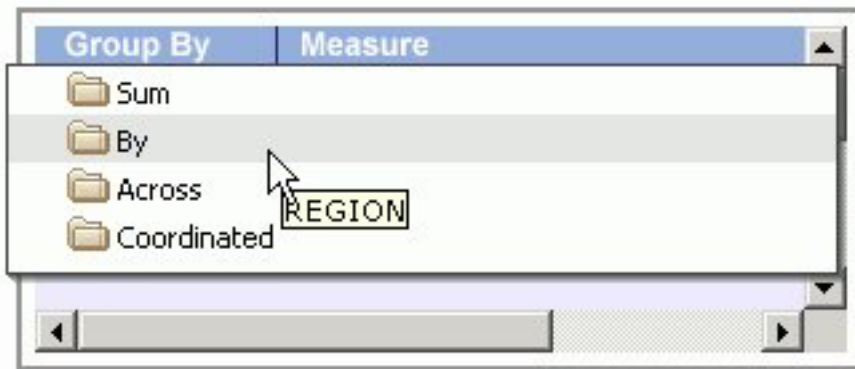 Group By Measure
Sum
By
Across
REGION
Coordinated